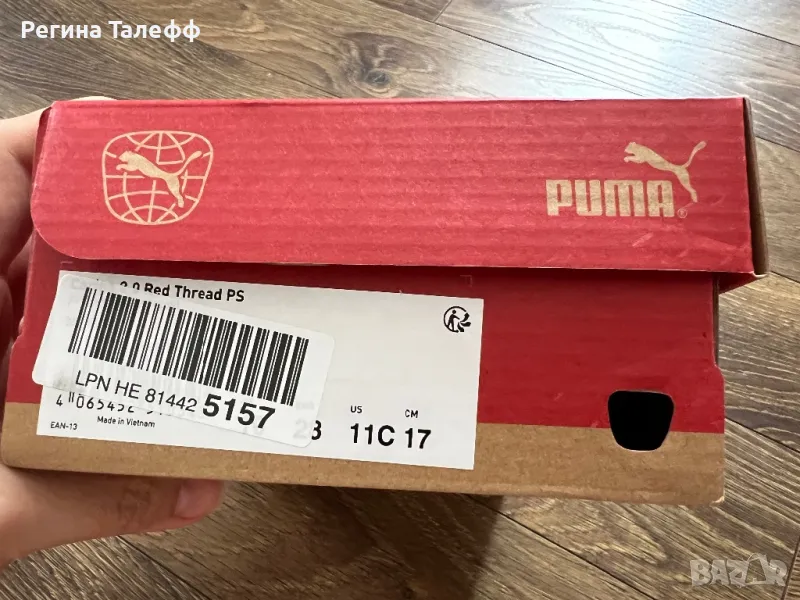 Регина Талефф
PUMA®
2.0 Red Thread PS
LPN HE 81442 5157
EAN-13
Made in Vietnam
US
CM
11C 17
BAZAR